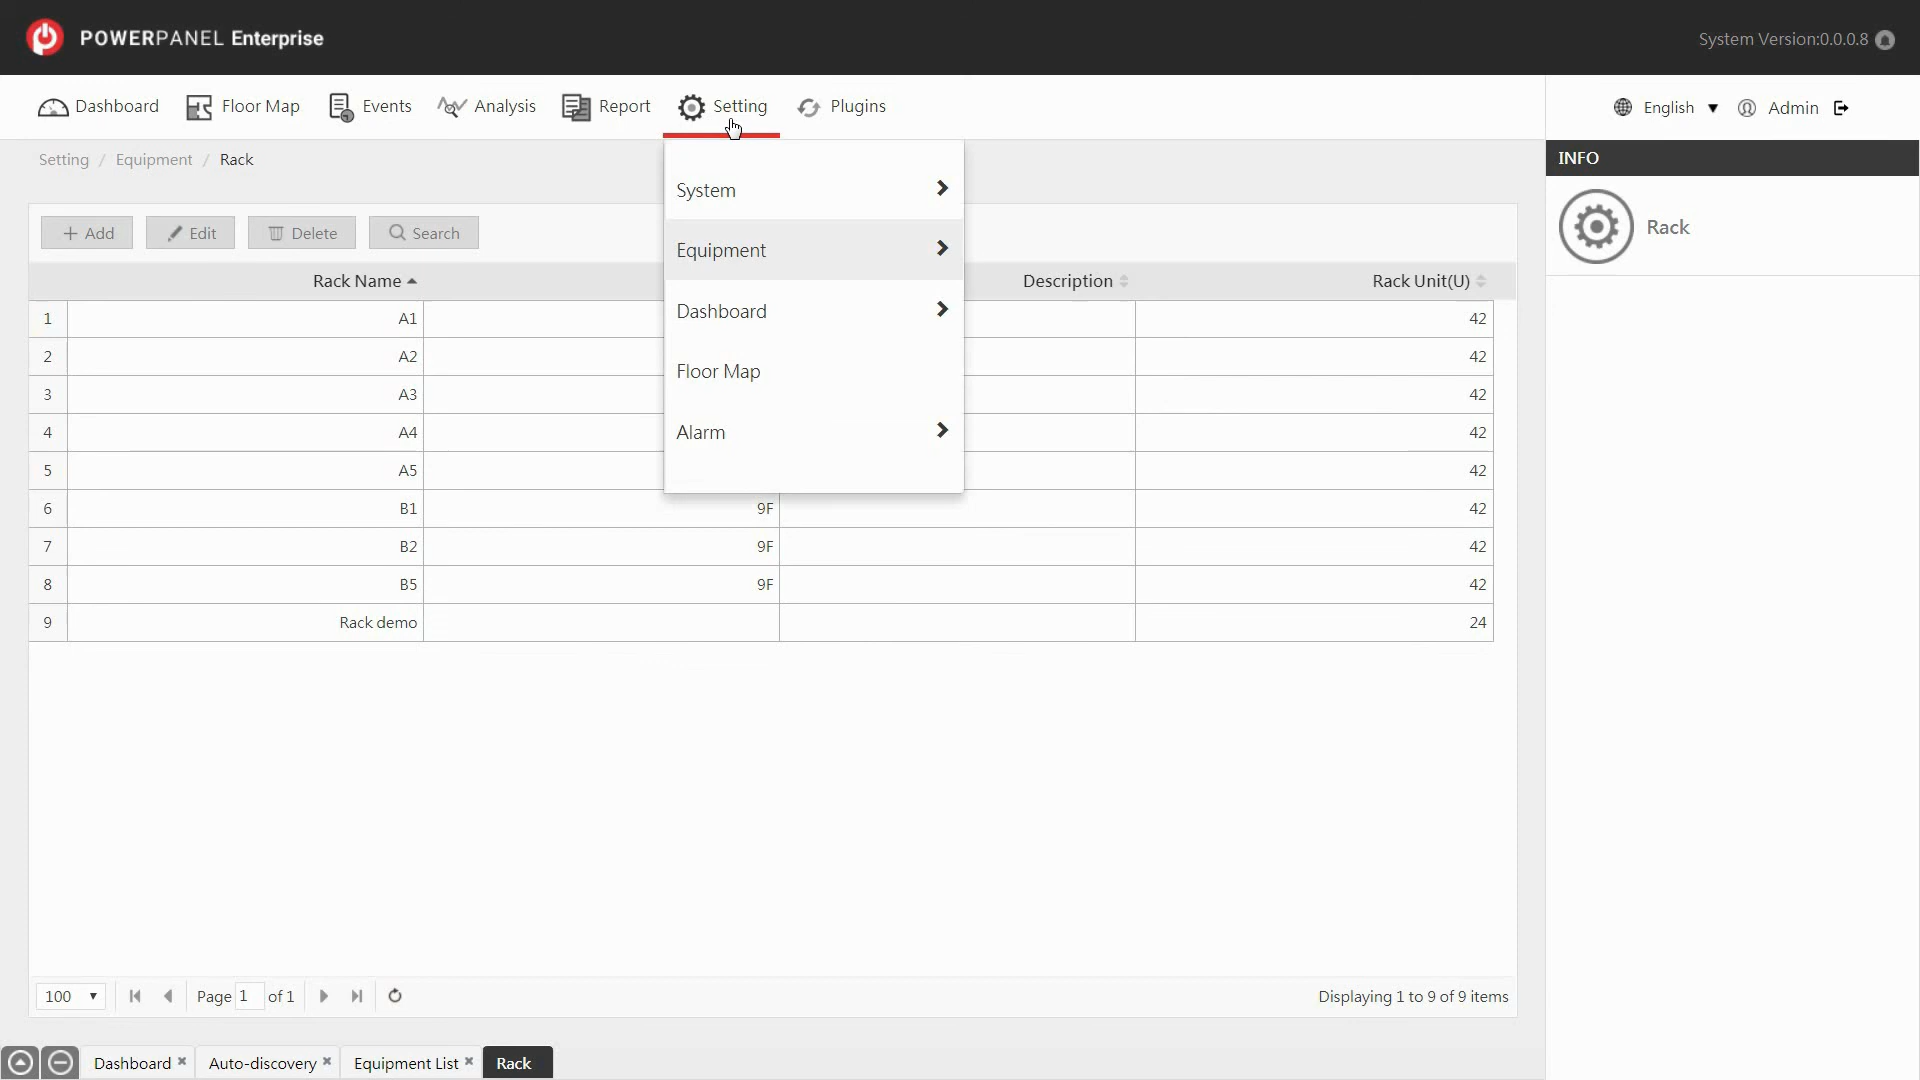 POWERPANEL Enterprise
System Version:0.0.0.8
Dashboard Floor Map Events Analysis Report Setting Plugins
English Admin
Setting / Equipment / Rack
INFO
Rack
Add Edit Delete Search
System
Equipment
Dashboard
Floor Map
Alarm
Rack Name Description Rack Unit(U)
1 A1 42
2 A2 42
3 A3 42
4 A4 42
5 A5 42
6 B1 9F 42
7 B2 9F 42
8 B5 9F 42
9 Rack demo 24
100 Page 1 of 1 Displaying 1 to 9 of 9 items
Dashboard Auto-discovery Equipment List Rack